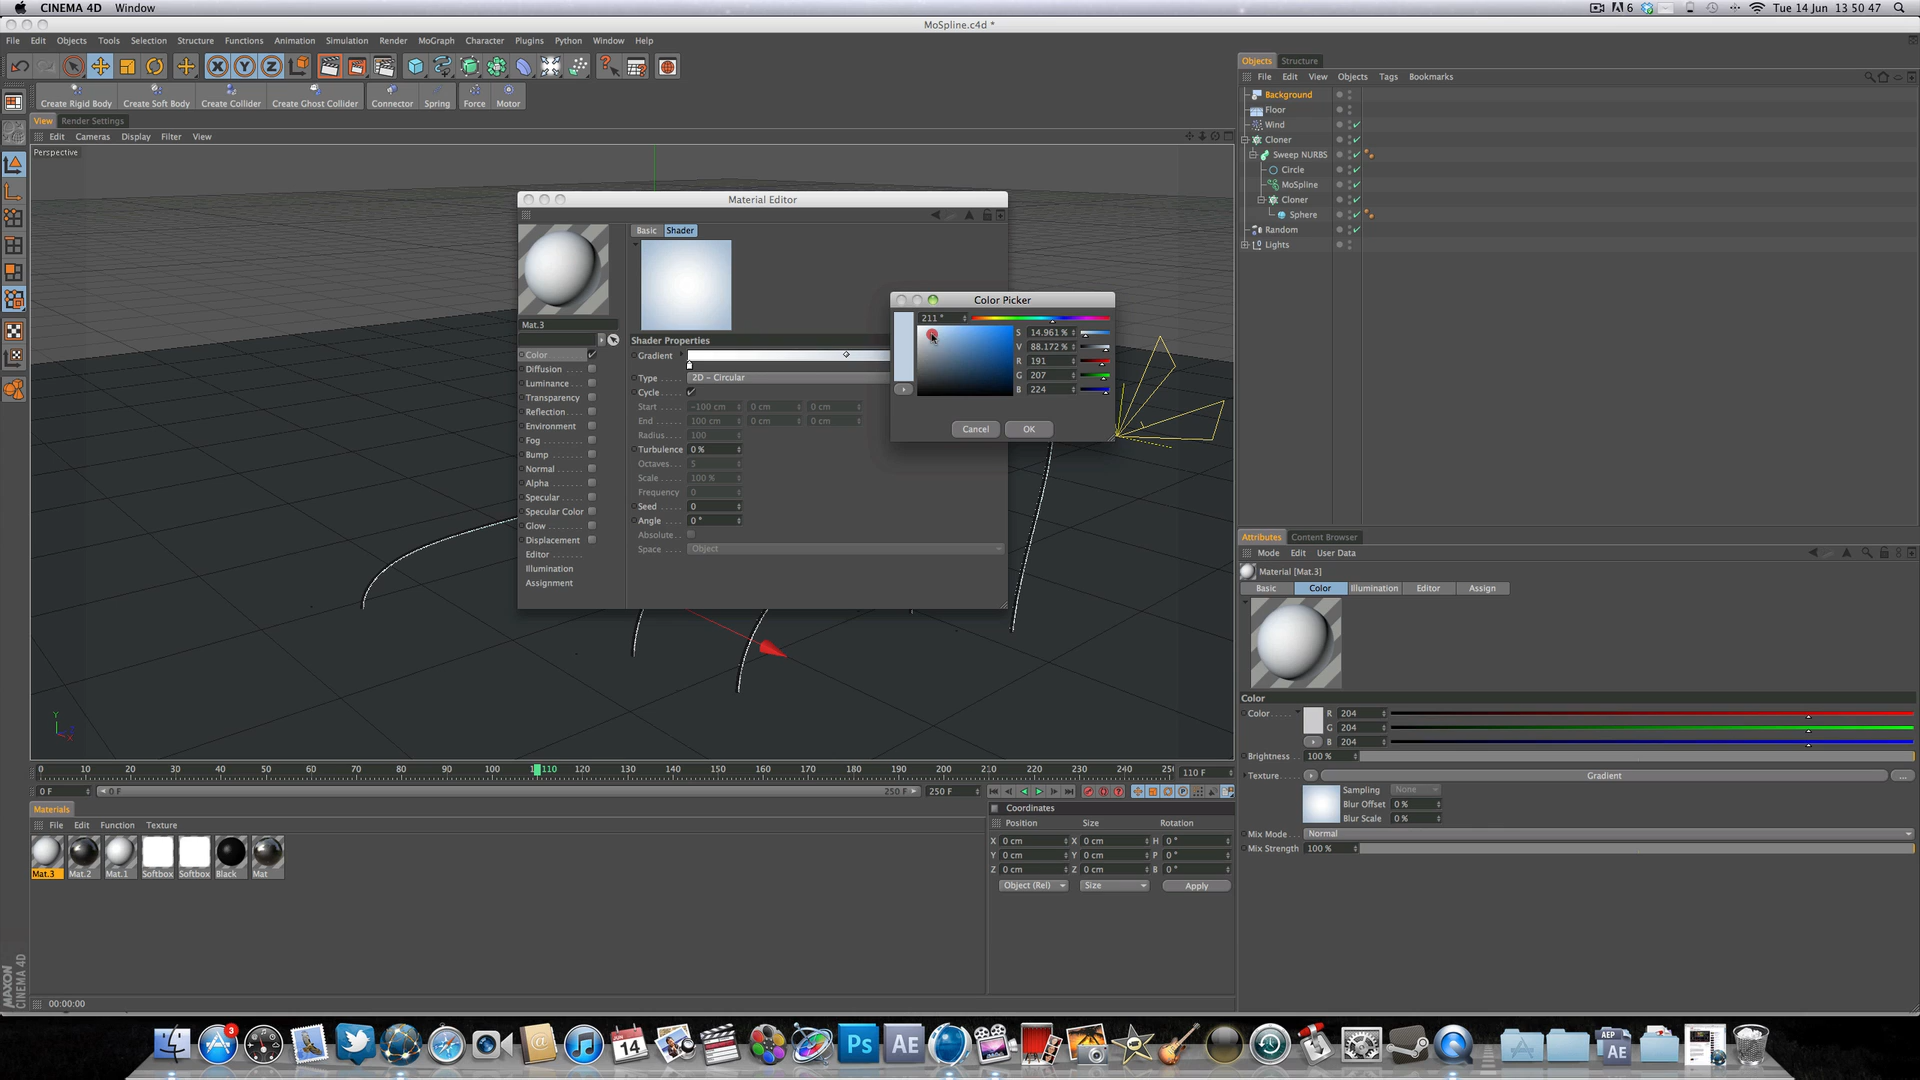 CINEMA 4D Window
6 Tue 14 Jun 13 50 47
MoSpline.c4d *
File Edit Objects Tools Selection Structure Functions Animation Simulation Render MoGraph Character Plugins Python Window Help
Create Rigid Body Create Soft Body Create Collider Create Ghost Collider Connector Spring Force Motor
View Render Settings
Edit Cameras Display Filter View
Perspective
Material Editor
Basic Shader
Mat.3
Color
Diffusion
Luminance
Transparency
Reflection
Environment
Fog
Bump
Normal
Alpha
Specular
Specular Color
Glow
Displacement
Editor
Illumination
Assignment
Shader Properties
Gradient
Type 2D – Circular
Cycle
Start -100 cm 0 cm 0 cm
End 100 cm 0 cm 0 cm
Radius 100
Turbulence 0 %
Octaves 5
Scale 100 %
Frequency 0
Seed 0
Angle 0 °
Absolute
Space Object
Color Picker
211 °
S 14.961 %
V 88.172 %
R 191
G 207
B 224
Cancel OK
Y
X
0 10 20 30 40 50 60 70 80 90 100 110 120 130 140 150 160 170 180 190 200 210 220 230 240 110 F
0 F 0 F 250 F 250 F
Materials
File Edit Function Texture
Mat.3 Mat.2 Mat.1 Softbox Softbox Black Mat
Coordinates
Position Size Rotation
X 0 cm X 0 cm H 0 °
Y 0 cm Y 0 cm P 0 °
Z 0 cm Z 0 cm B 0 °
Object (Rel) Size Apply
MAXON CINEMA 4D
00:00:00
Objects Structure
File Edit View Objects Tags Bookmarks
Background
Floor
Wind
Cloner
Sweep NURBS
Circle
MoSpline
Cloner
Sphere
Random
Lights
Attributes Content Browser
Mode Edit User Data
Material [Mat.3]
Basic Color Illumination Editor Assign
Color
Color R 204
G 204
B 204
Brightness 100 %
Texture Gradient ...
Sampling None
Blur Offset 0 %
Blur Scale 0 %
Mix Mode Normal
Mix Strength 100 %
3
14
Ps AE
AEP
AE